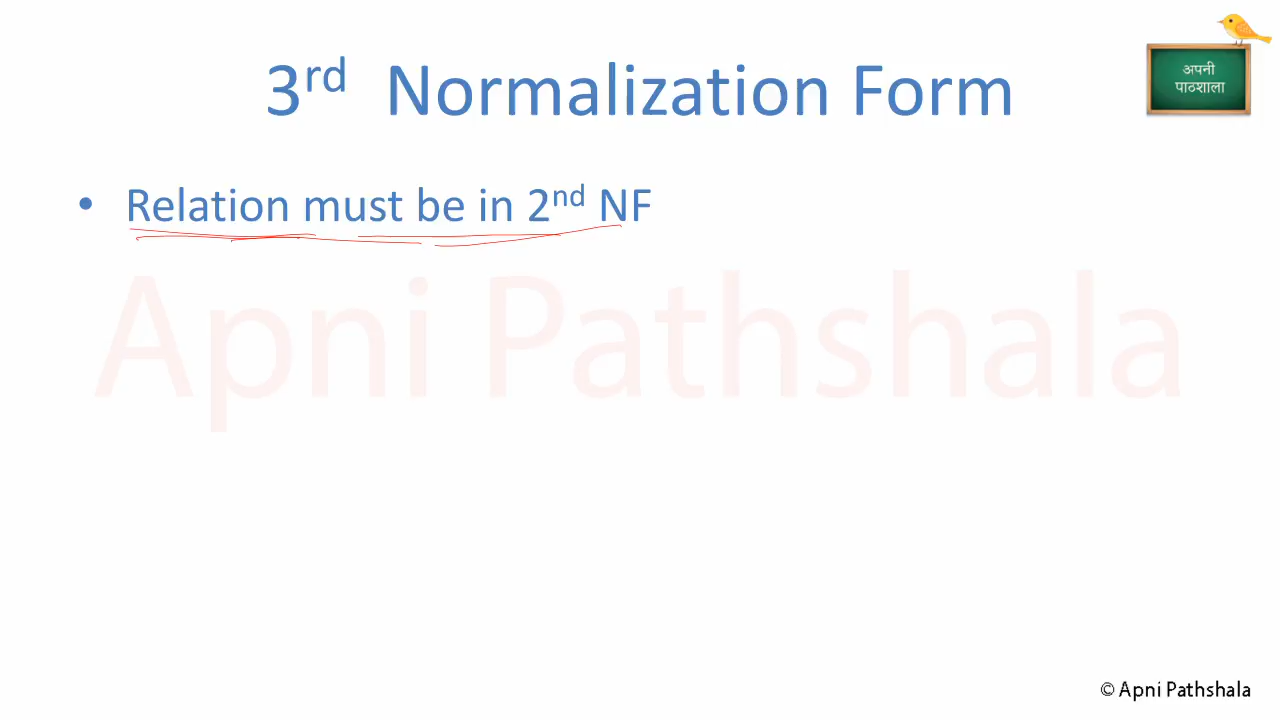 3rd Normalization Form
अपनी
पाठशाला
• Relation must be in 2nd NF
Apni Pathshala
© Apni Pathshala